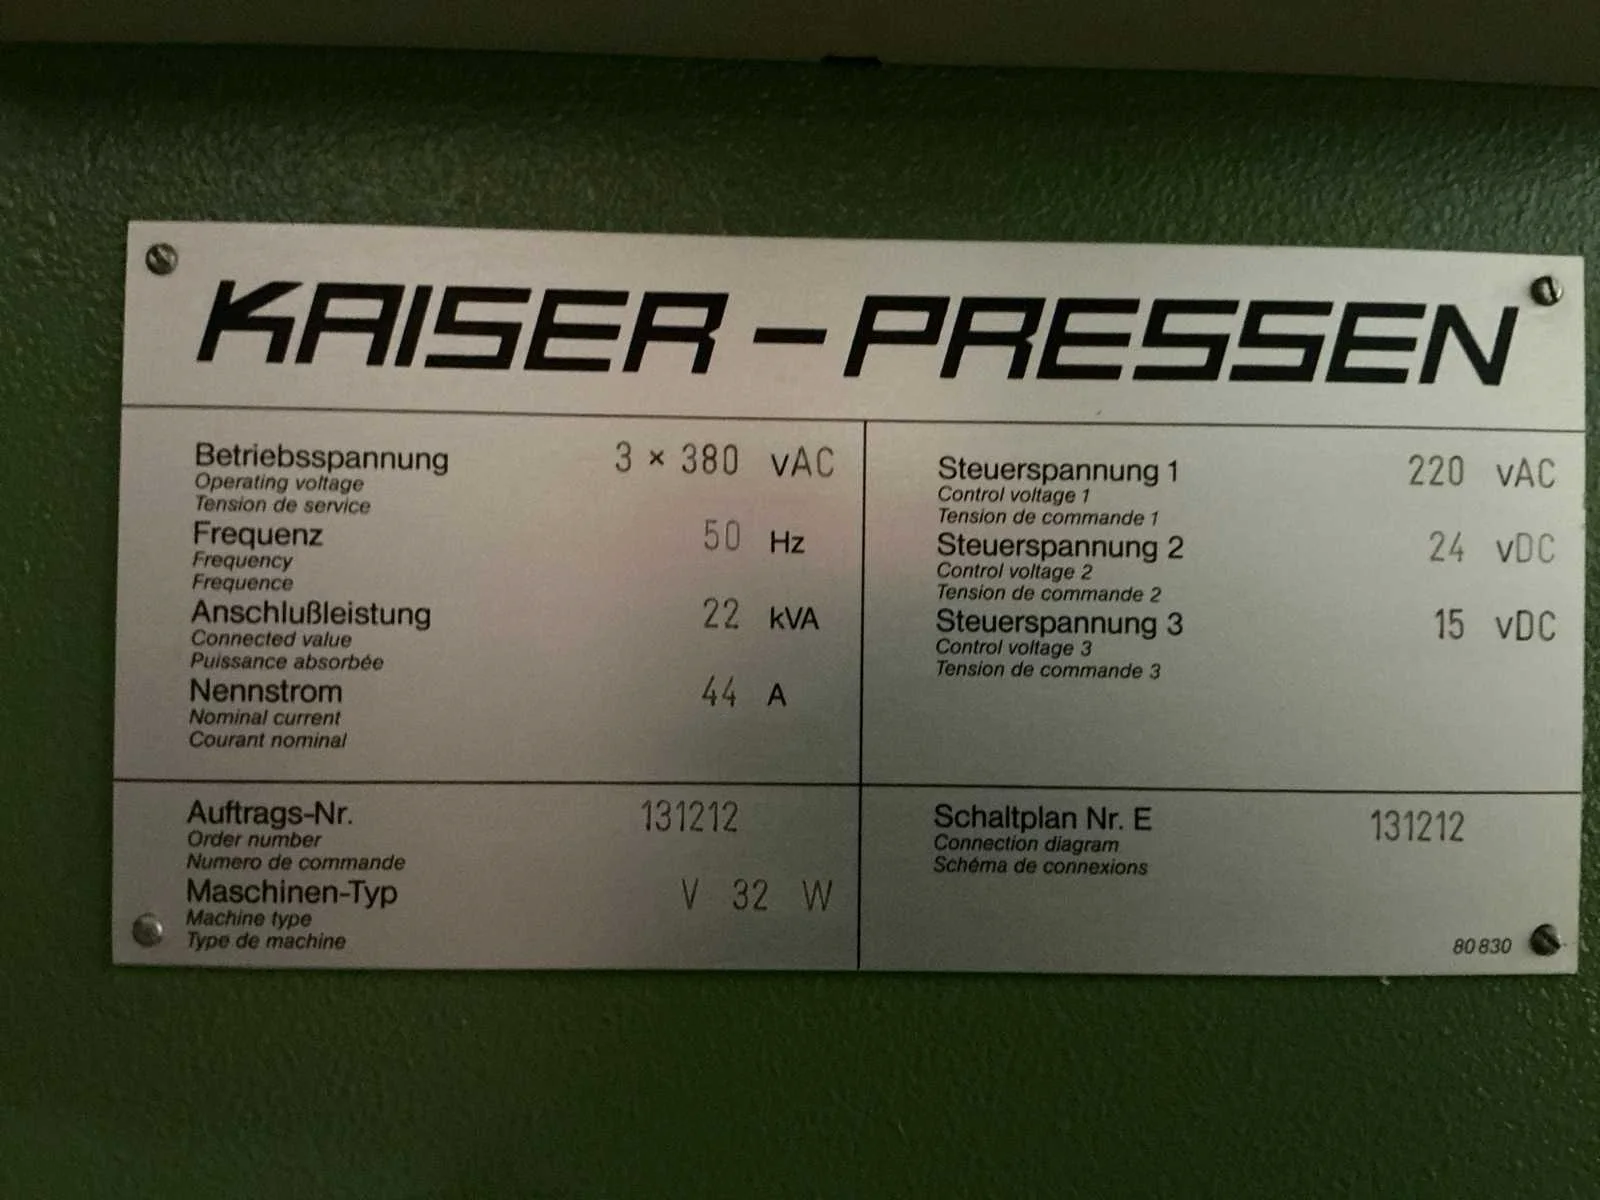 KAISER-PRESSEN
Betriebsspannung 3 × 380 vAC
Operating voltage
Tension de service
Frequenz 50 Hz
Frequency
Frequence
Anschlußleistung 22 kVA
Connected value
Puissance absorbée
Nennstrom 44 A
Nominal current
Courant nominal
Steuerspannung 1 220 vAC
Control voltage 1
Tension de commande 1
Steuerspannung 2 24 vDC
Control voltage 2
Tension de commande 2
Steuerspannung 3 15 vDC
Control voltage 3
Tension de commande 3
Auftrags-Nr. 131212
Order number
Numero de commande
Maschinen-Typ V 32 W
Machine type
Type de machine
Schaltplan Nr. E 131212
Connection diagram
Schéma de connexions
80 830